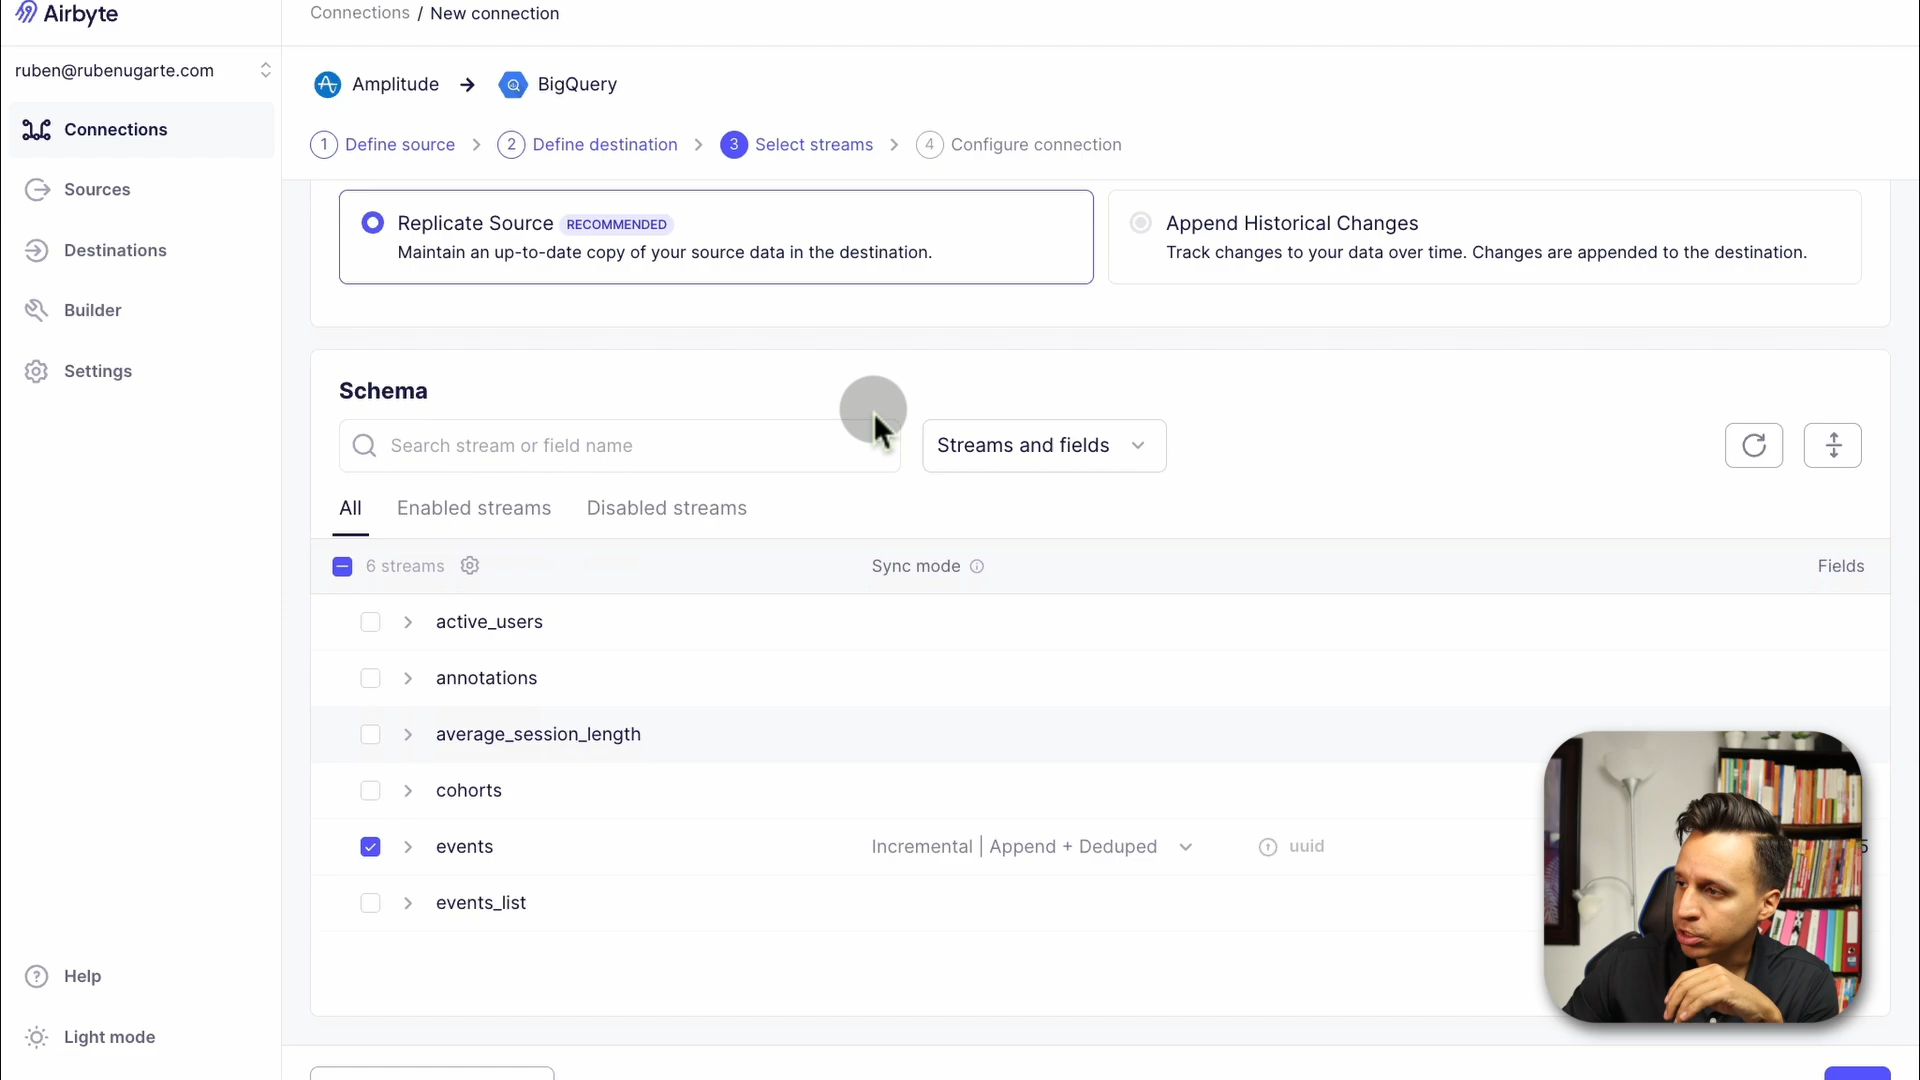 Airbyte
Connections / New connection
ruben@rubenugarte.com
Amplitude
BigQuery
Connections
1 Define source
2 Define destination
3 Select streams
4 Configure connection
Sources
Replicate Source RECOMMENDED
Maintain an up-to-date copy of your source data in the destination.
Append Historical Changes
Track changes to your data over time. Changes are appended to the destination.
Destinations
Builder
Settings
Schema
Search stream or field name
Streams and fields
All
Enabled streams
Disabled streams
6 streams
Sync mode
Fields
active_users
annotations
average_session_length
cohorts
events
Incremental | Append + Deduped
uuid
events_list
Help
Light mode